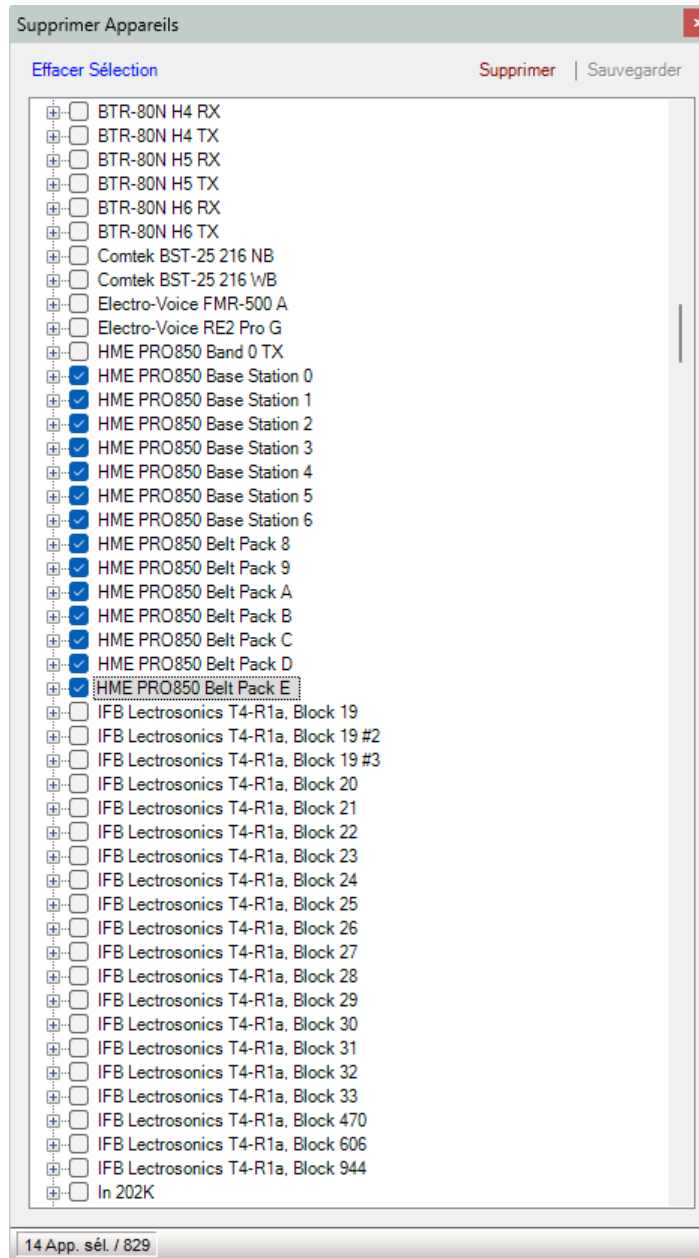 Supprimer Appareils
Effacer Sélection Supprimer | Sauvegarder
BTR-80N H4 RX
BTR-80N H4 TX
BTR-80N H5 RX
BTR-80N H5 TX
BTR-80N H6 RX
BTR-80N H6 TX
Comtek BST-25 216 NB
Comtek BST-25 216 WB
Electro-Voice FMR-500 A
Electro-Voice RE2 Pro G
HME PRO850 Band 0 TX
HME PRO850 Base Station 0
HME PRO850 Base Station 1
HME PRO850 Base Station 2
HME PRO850 Base Station 3
HME PRO850 Base Station 4
HME PRO850 Base Station 5
HME PRO850 Base Station 6
HME PRO850 Belt Pack 8
HME PRO850 Belt Pack 9
HME PRO850 Belt Pack A
HME PRO850 Belt Pack B
HME PRO850 Belt Pack C
HME PRO850 Belt Pack D
HME PRO850 Belt Pack E
IFB Lectrosonics T4-R1a, Block 19
IFB Lectrosonics T4-R1a, Block 19 #2
IFB Lectrosonics T4-R1a, Block 19 #3
IFB Lectrosonics T4-R1a, Block 20
IFB Lectrosonics T4-R1a, Block 21
IFB Lectrosonics T4-R1a, Block 22
IFB Lectrosonics T4-R1a, Block 23
IFB Lectrosonics T4-R1a, Block 24
IFB Lectrosonics T4-R1a, Block 25
IFB Lectrosonics T4-R1a, Block 26
IFB Lectrosonics T4-R1a, Block 27
IFB Lectrosonics T4-R1a, Block 28
IFB Lectrosonics T4-R1a, Block 29
IFB Lectrosonics T4-R1a, Block 30
IFB Lectrosonics T4-R1a, Block 31
IFB Lectrosonics T4-R1a, Block 32
IFB Lectrosonics T4-R1a, Block 33
IFB Lectrosonics T4-R1a, Block 470
IFB Lectrosonics T4-R1a, Block 606
IFB Lectrosonics T4-R1a, Block 944
In 202K
14 App. sél. / 829